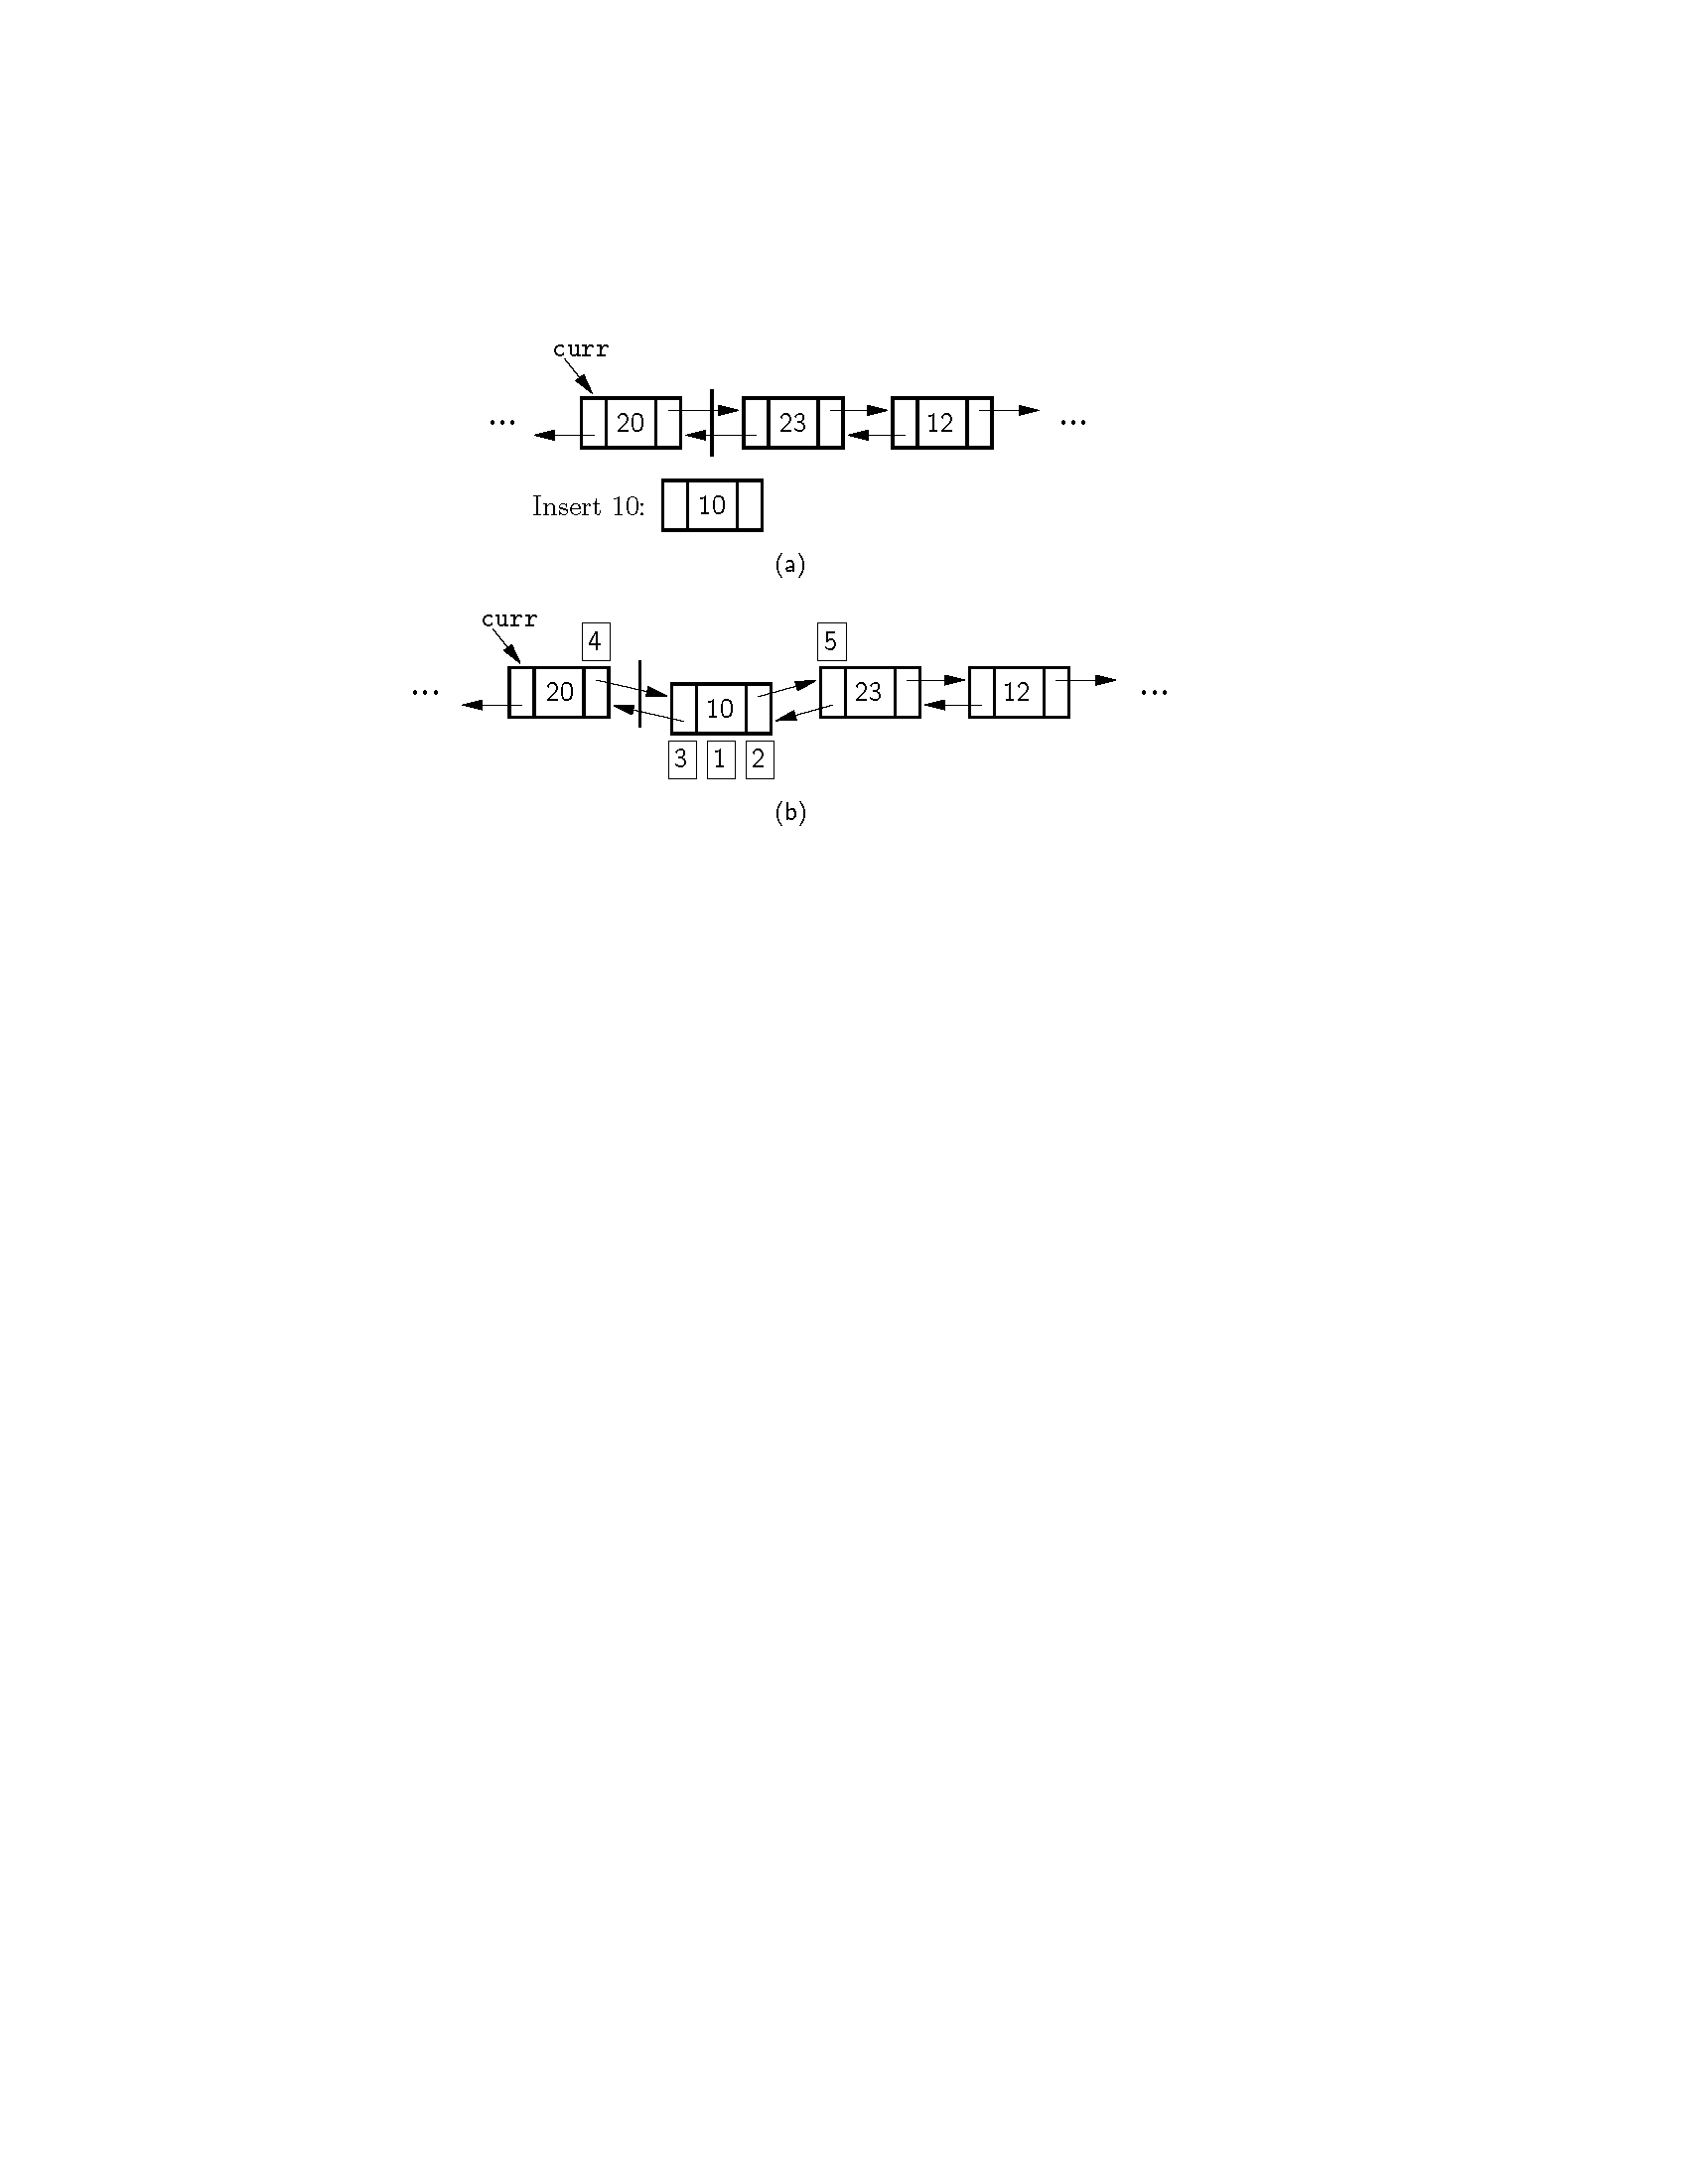 curr
... 20 23 12 ...
Insert 10: 10
(a)
curr 4 5
... 20 10 23 12 ...
3 1 2
(b)